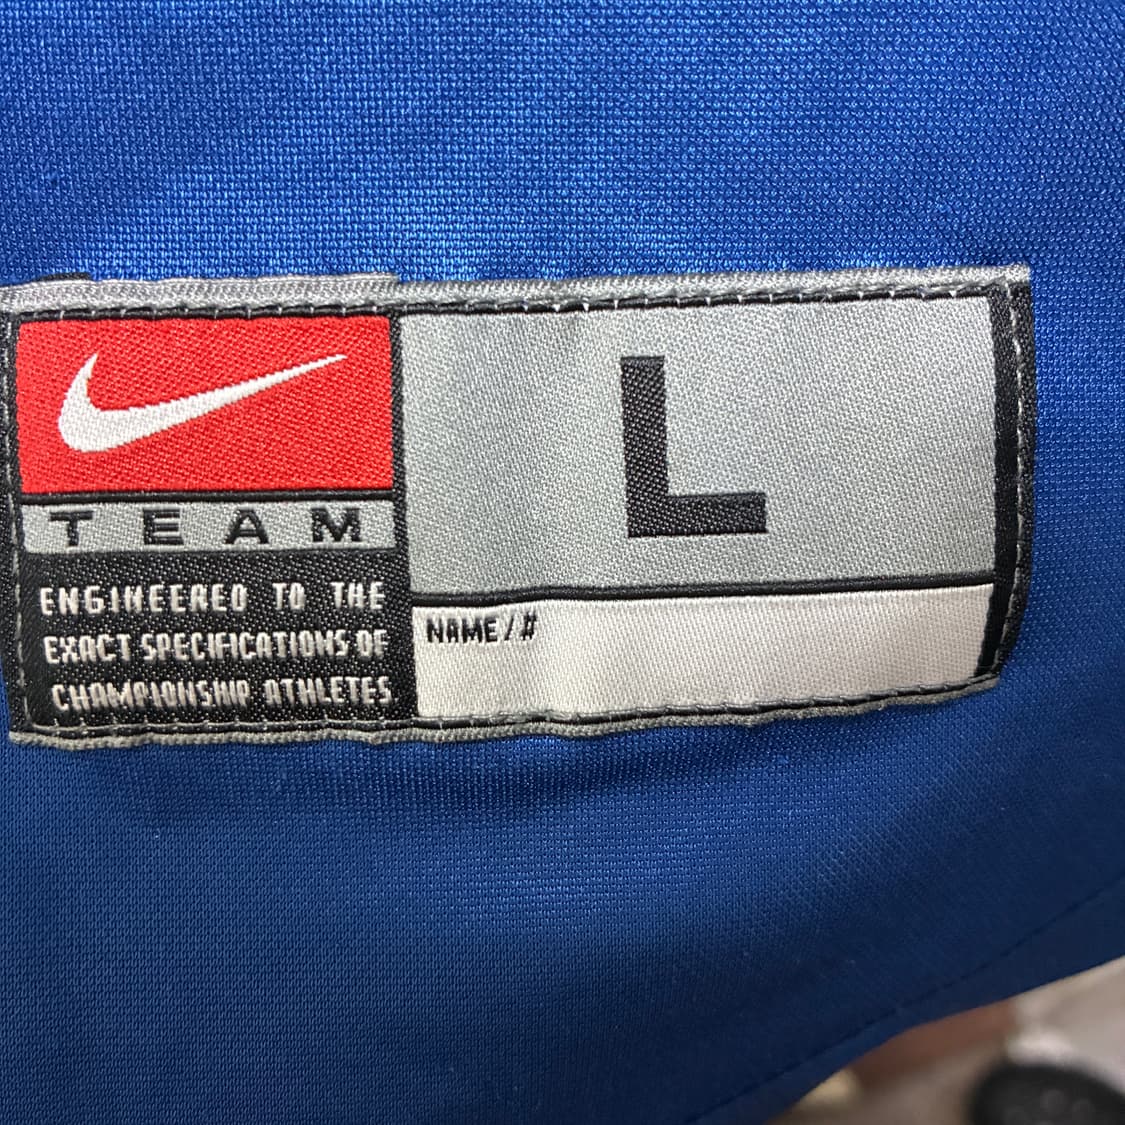 TEAM
ENGINEERED TO THE
EXACT SPECIFICATIONS OF
CHAMPIONSHIP ATHLETES
L
NAME/#